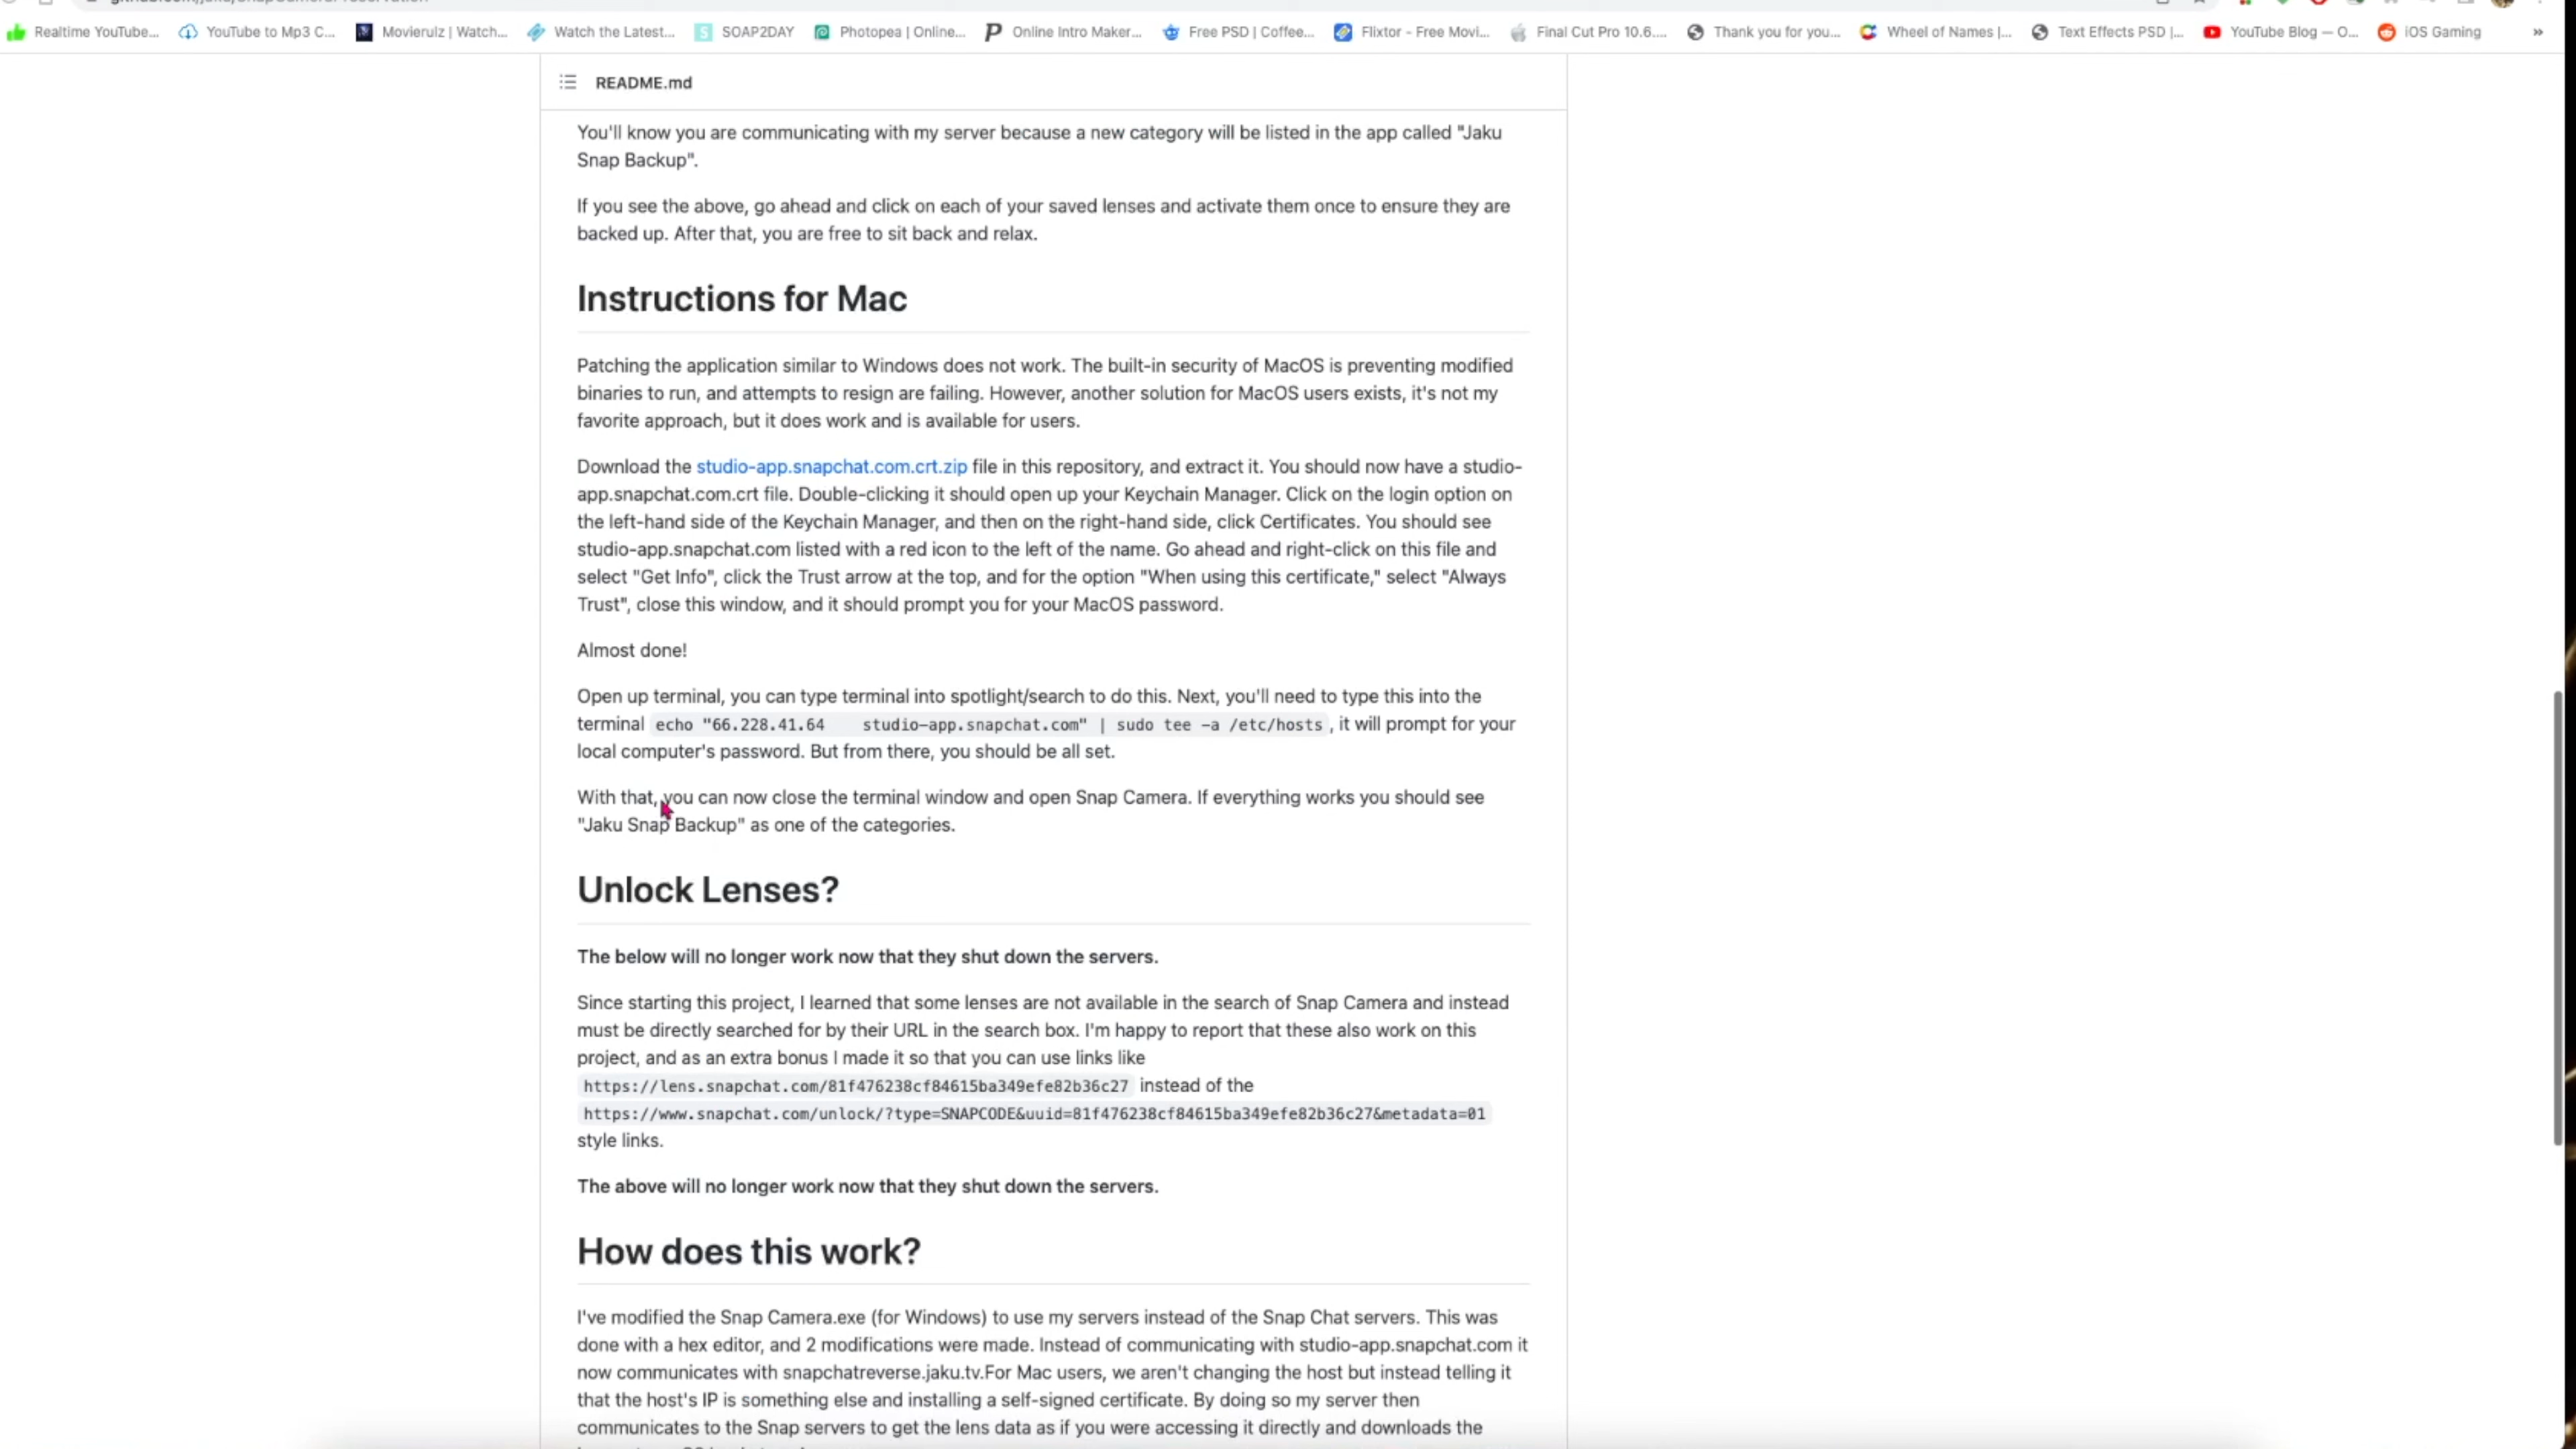 Realtime YouTube... YouTube to Mp3 C... Movierulz | Watch... Watch the Latest... SOAP2DAY Photopea | Online... Online Intro Maker... Free PSD | Coffee... Flixtor - Free Movi... Final Cut Pro 10.6.... Thank you for you... Wheel of Names |... Text Effects PSD |... YouTube Blog — O... iOS Gaming »
README.md
You'll know you are communicating with my server because a new category will be listed in the app called "Jaku
Snap Backup".
If you see the above, go ahead and click on each of your saved lenses and activate them once to ensure they are
backed up. After that, you are free to sit back and relax.
Instructions for Mac
Patching the application similar to Windows does not work. The built-in security of MacOS is preventing modified
binaries to run, and attempts to resign are failing. However, another solution for MacOS users exists, it's not my
favorite approach, but it does work and is available for users.
Download the studio-app.snapchat.com.crt.zip file in this repository, and extract it. You should now have a studio-
app.snapchat.com.crt file. Double-clicking it should open up your Keychain Manager. Click on the login option on
the left-hand side of the Keychain Manager, and then on the right-hand side, click Certificates. You should see
studio-app.snapchat.com listed with a red icon to the left of the name. Go ahead and right-click on this file and
select "Get Info", click the Trust arrow at the top, and for the option "When using this certificate," select "Always
Trust", close this window, and it should prompt you for your MacOS password.
Almost done!
Open up terminal, you can type terminal into spotlight/search to do this. Next, you'll need to type this into the
terminal echo "66.228.41.64    studio-app.snapchat.com" | sudo tee -a /etc/hosts , it will prompt for your
local computer's password. But from there, you should be all set.
With that, you can now close the terminal window and open Snap Camera. If everything works you should see
"Jaku Snap Backup" as one of the categories.
Unlock Lenses?
The below will no longer work now that they shut down the servers.
Since starting this project, I learned that some lenses are not available in the search of Snap Camera and instead
must be directly searched for by their URL in the search box. I'm happy to report that these also work on this
project, and as an extra bonus I made it so that you can use links like
https://lens.snapchat.com/81f476238cf84615ba349efe82b36c27 instead of the
https://www.snapchat.com/unlock/?type=SNAPCODE&uuid=81f476238cf84615ba349efe82b36c27&metadata=01
style links.
The above will no longer work now that they shut down the servers.
How does this work?
I've modified the Snap Camera.exe (for Windows) to use my servers instead of the Snap Chat servers. This was
done with a hex editor, and 2 modifications were made. Instead of communicating with studio-app.snapchat.com it
now communicates with snapchatreverse.jaku.tv.For Mac users, we aren't changing the host but instead telling it
that the host's IP is something else and installing a self-signed certificate. By doing so my server then
communicates to the Snap servers to get the lens data as if you were accessing it directly and downloads the